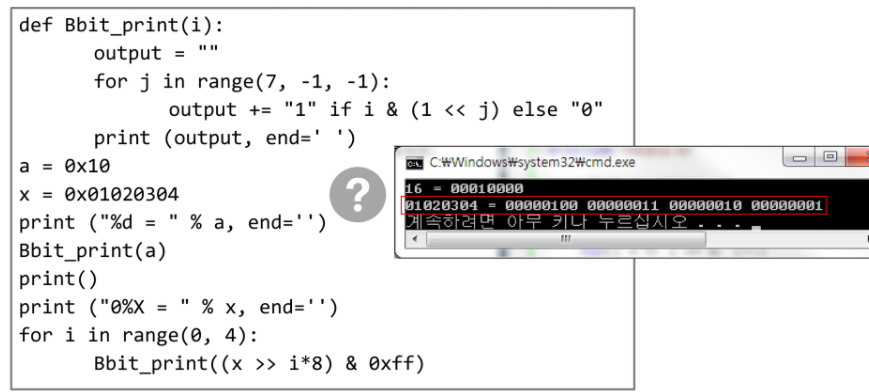 def Bbit_print(i):
output = ""
for j in range(7, -1, -1):
output += "1" if i & (1 << j) else "0"
print (output, end=' ')
a = 0x10
x = 0x01020304
print ("%d = " % a, end='')
Bbit_print(a)
print()
print ("0%X = " % x, end='')
for i in range(0, 4):
Bbit_print((x >> i*8) & 0xff)
?
C:₩Windows₩system32₩cmd.exe
16 = 00010000
01020304 = 00000100 00000011 00000010 00000001
계속하려면 아무 키나 누르십시오 . . .